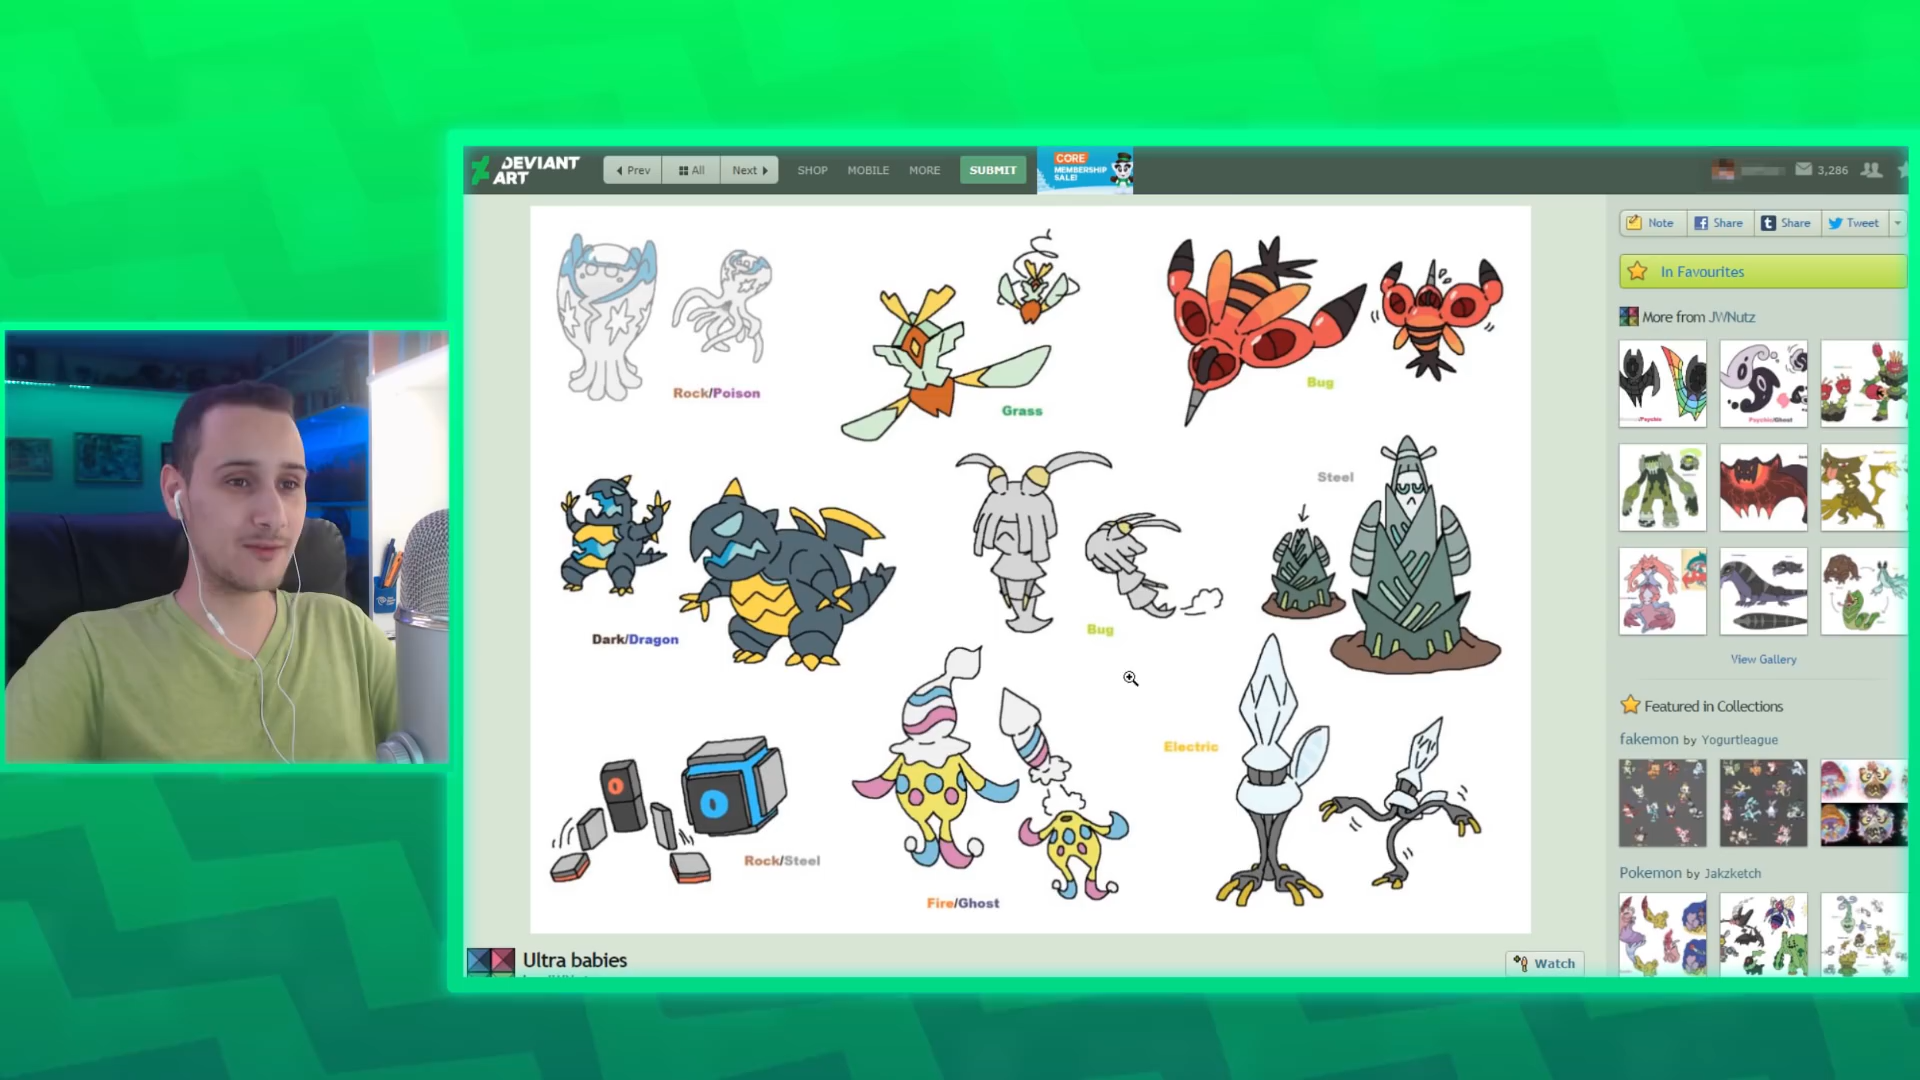 DEVIANT ART
Prev
All
Next
SHOP
MOBILE
MORE
SUBMIT
CORE
MEMBERSHIP
SALE!
3,286
Note
Share
Share
Tweet
In Favourites
More from JWNutz
Rock/Poison
Grass
Bug
Steel
Dark/Dragon
Bug
Electric
Rock/Steel
Fire/Ghost
Psychic/Ghost
View Gallery
Featured in Collections
fakemon by Yogurtleague
Pokemon by Jakzketch
Ultra babies
Watch